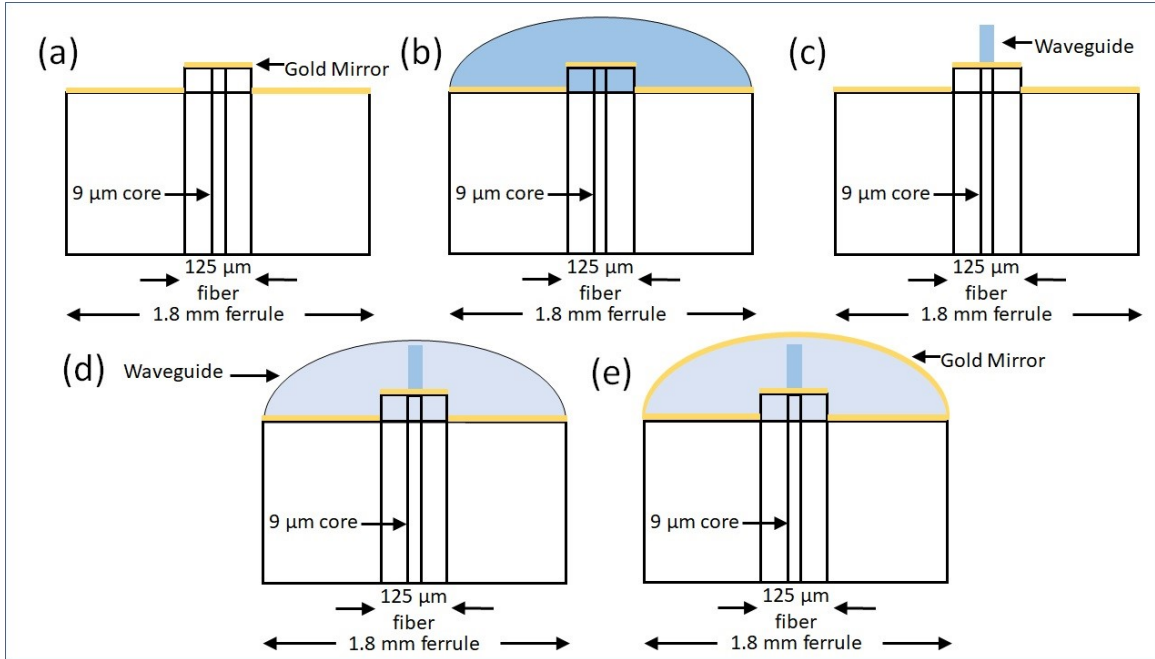 (a)
Gold Mirror
9 μm core
125 μm
fiber
1.8 mm ferrule
(b)
9 μm core
125 μm
fiber
1.8 mm ferrule
(c)
Waveguide
9 μm core
125 μm
fiber
1.8 mm ferrule
(d)
Waveguide
9 μm core
125 μm
fiber
1.8 mm ferrule
(e)
Gold Mirror
9 μm core
125 μm
fiber
1.8 mm ferrule